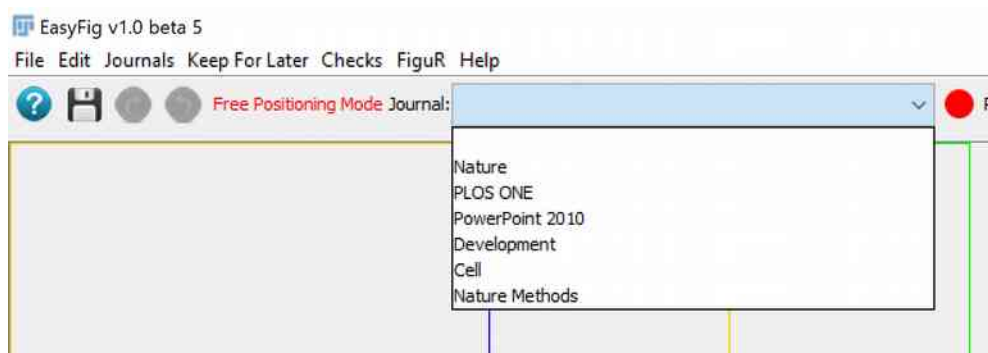 EasyFig v1.0 beta 5
File Edit Journals Keep For Later Checks FiguR Help
Free Positioning Mode Journal:
Nature
PLOS ONE
PowerPoint 2010
Development
Cell
Nature Methods